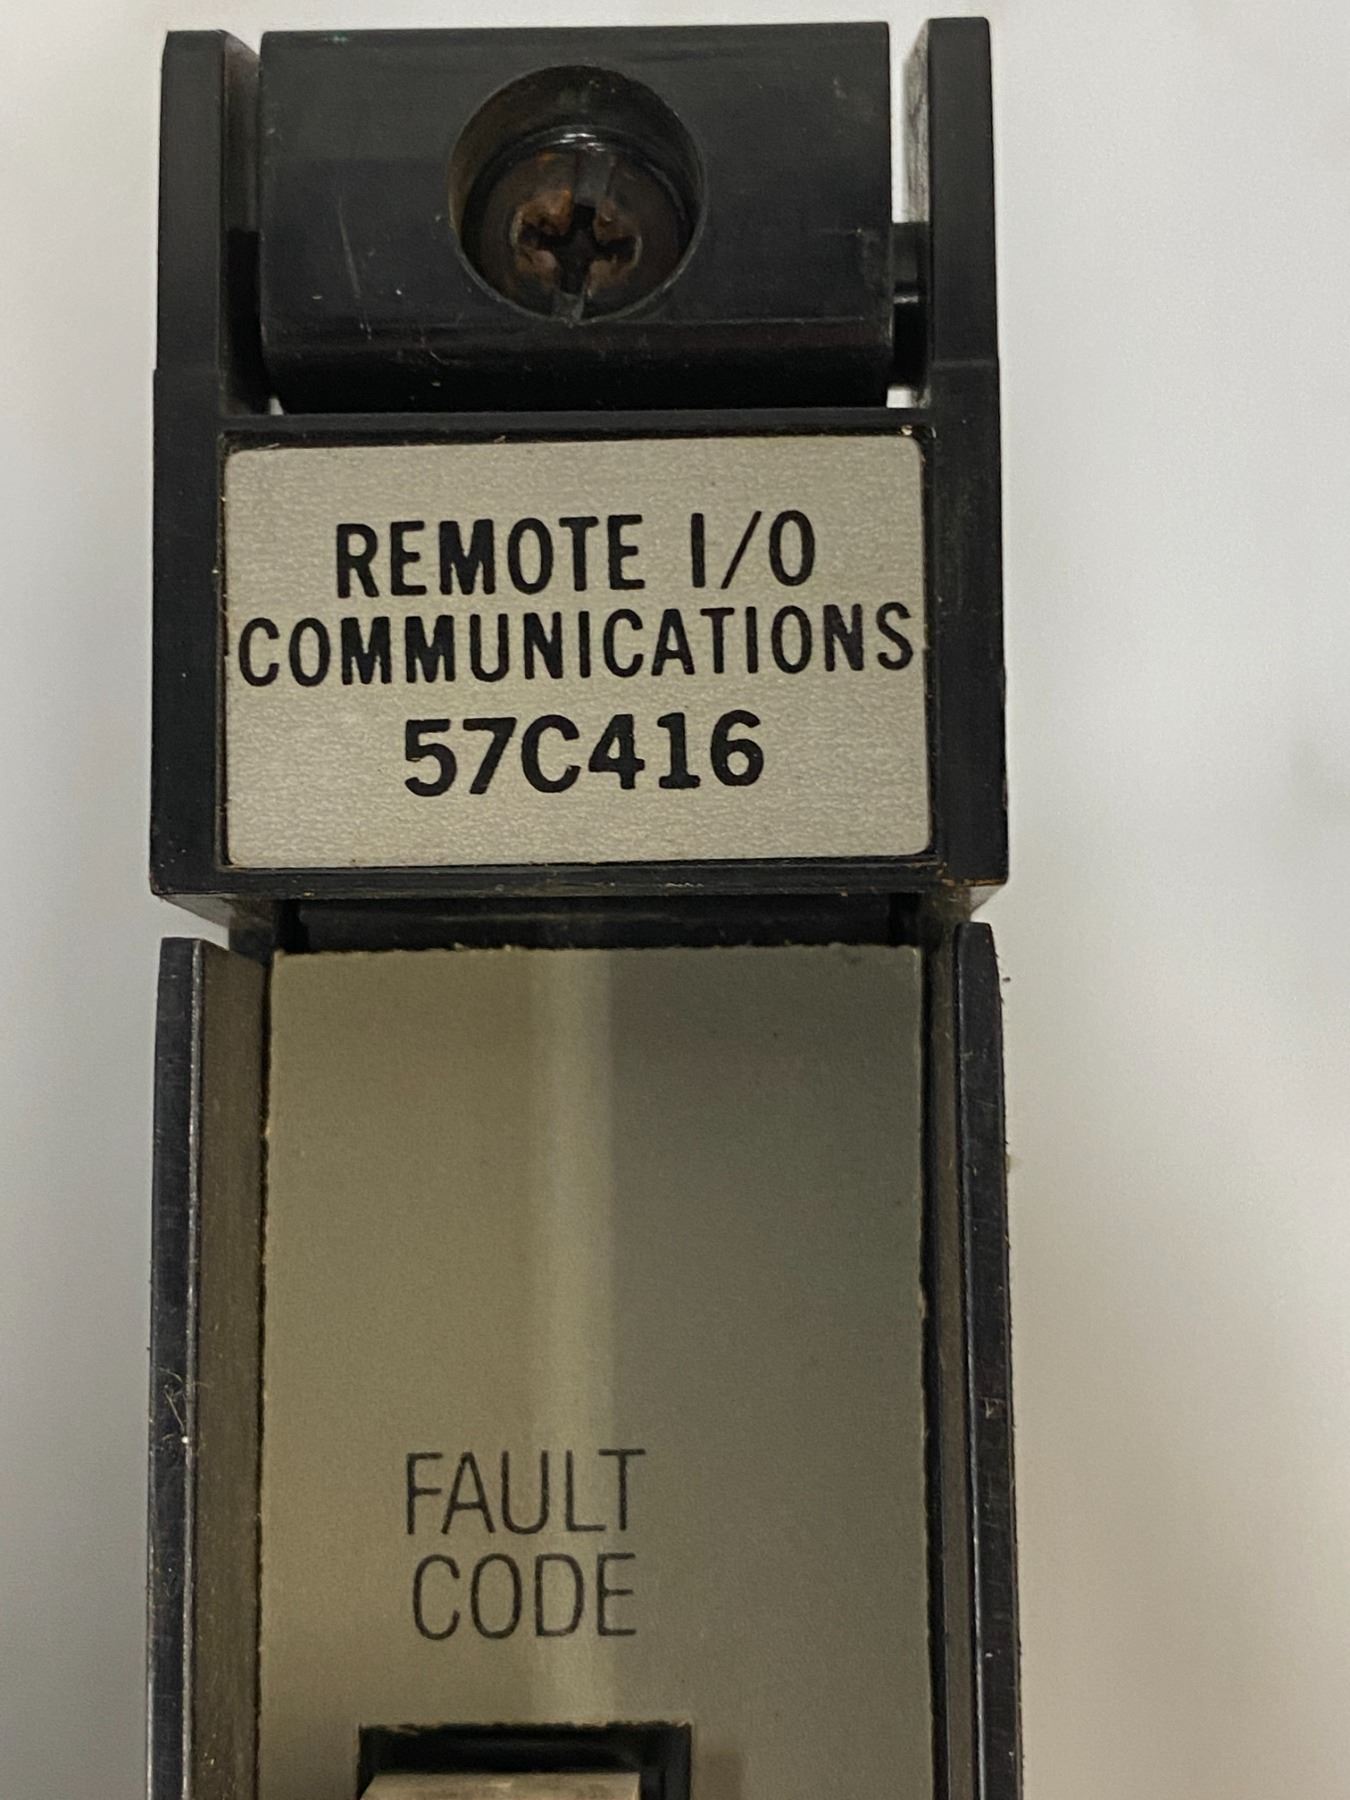 REMOTE I/O
COMMUNICATIONS
57C416
FAULT
CODE